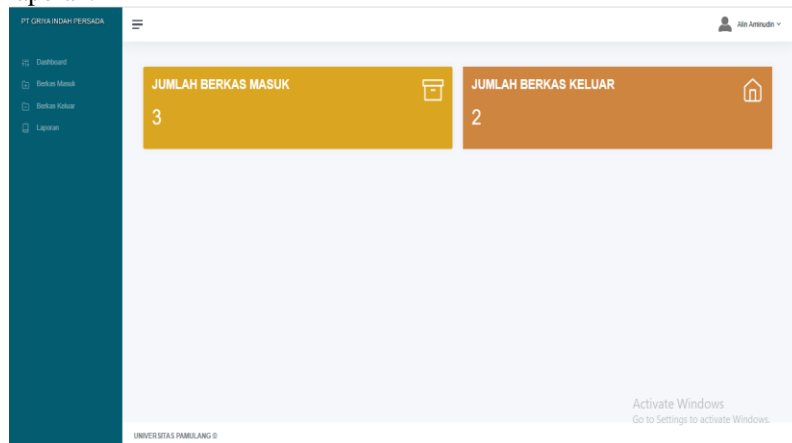 laporan.
PT GRIYA INDAH PERSADA
Alin Aminudin
Dashboard
Berkas Masuk
Berkas Keluar
Laporan
JUMLAH BERKAS MASUK
3
JUMLAH BERKAS KELUAR
2
Activate Windows
Go to Settings to activate Windows.
UNIVERSITAS PAMULANG ©